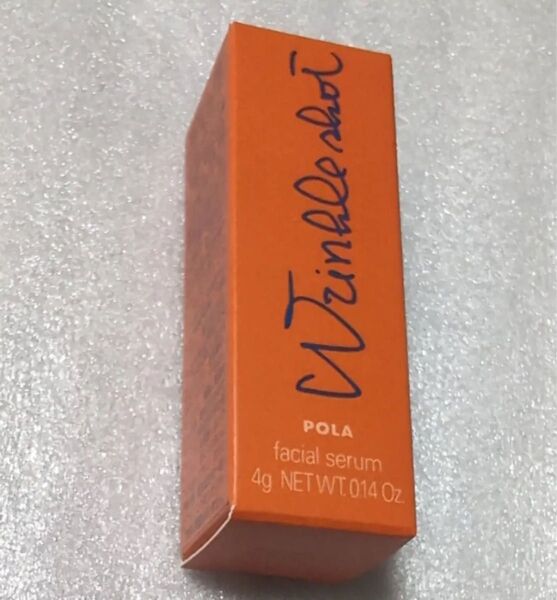 Wrinkle shot
POLA
facial serum
4g NET WT. 0.14 Oz.